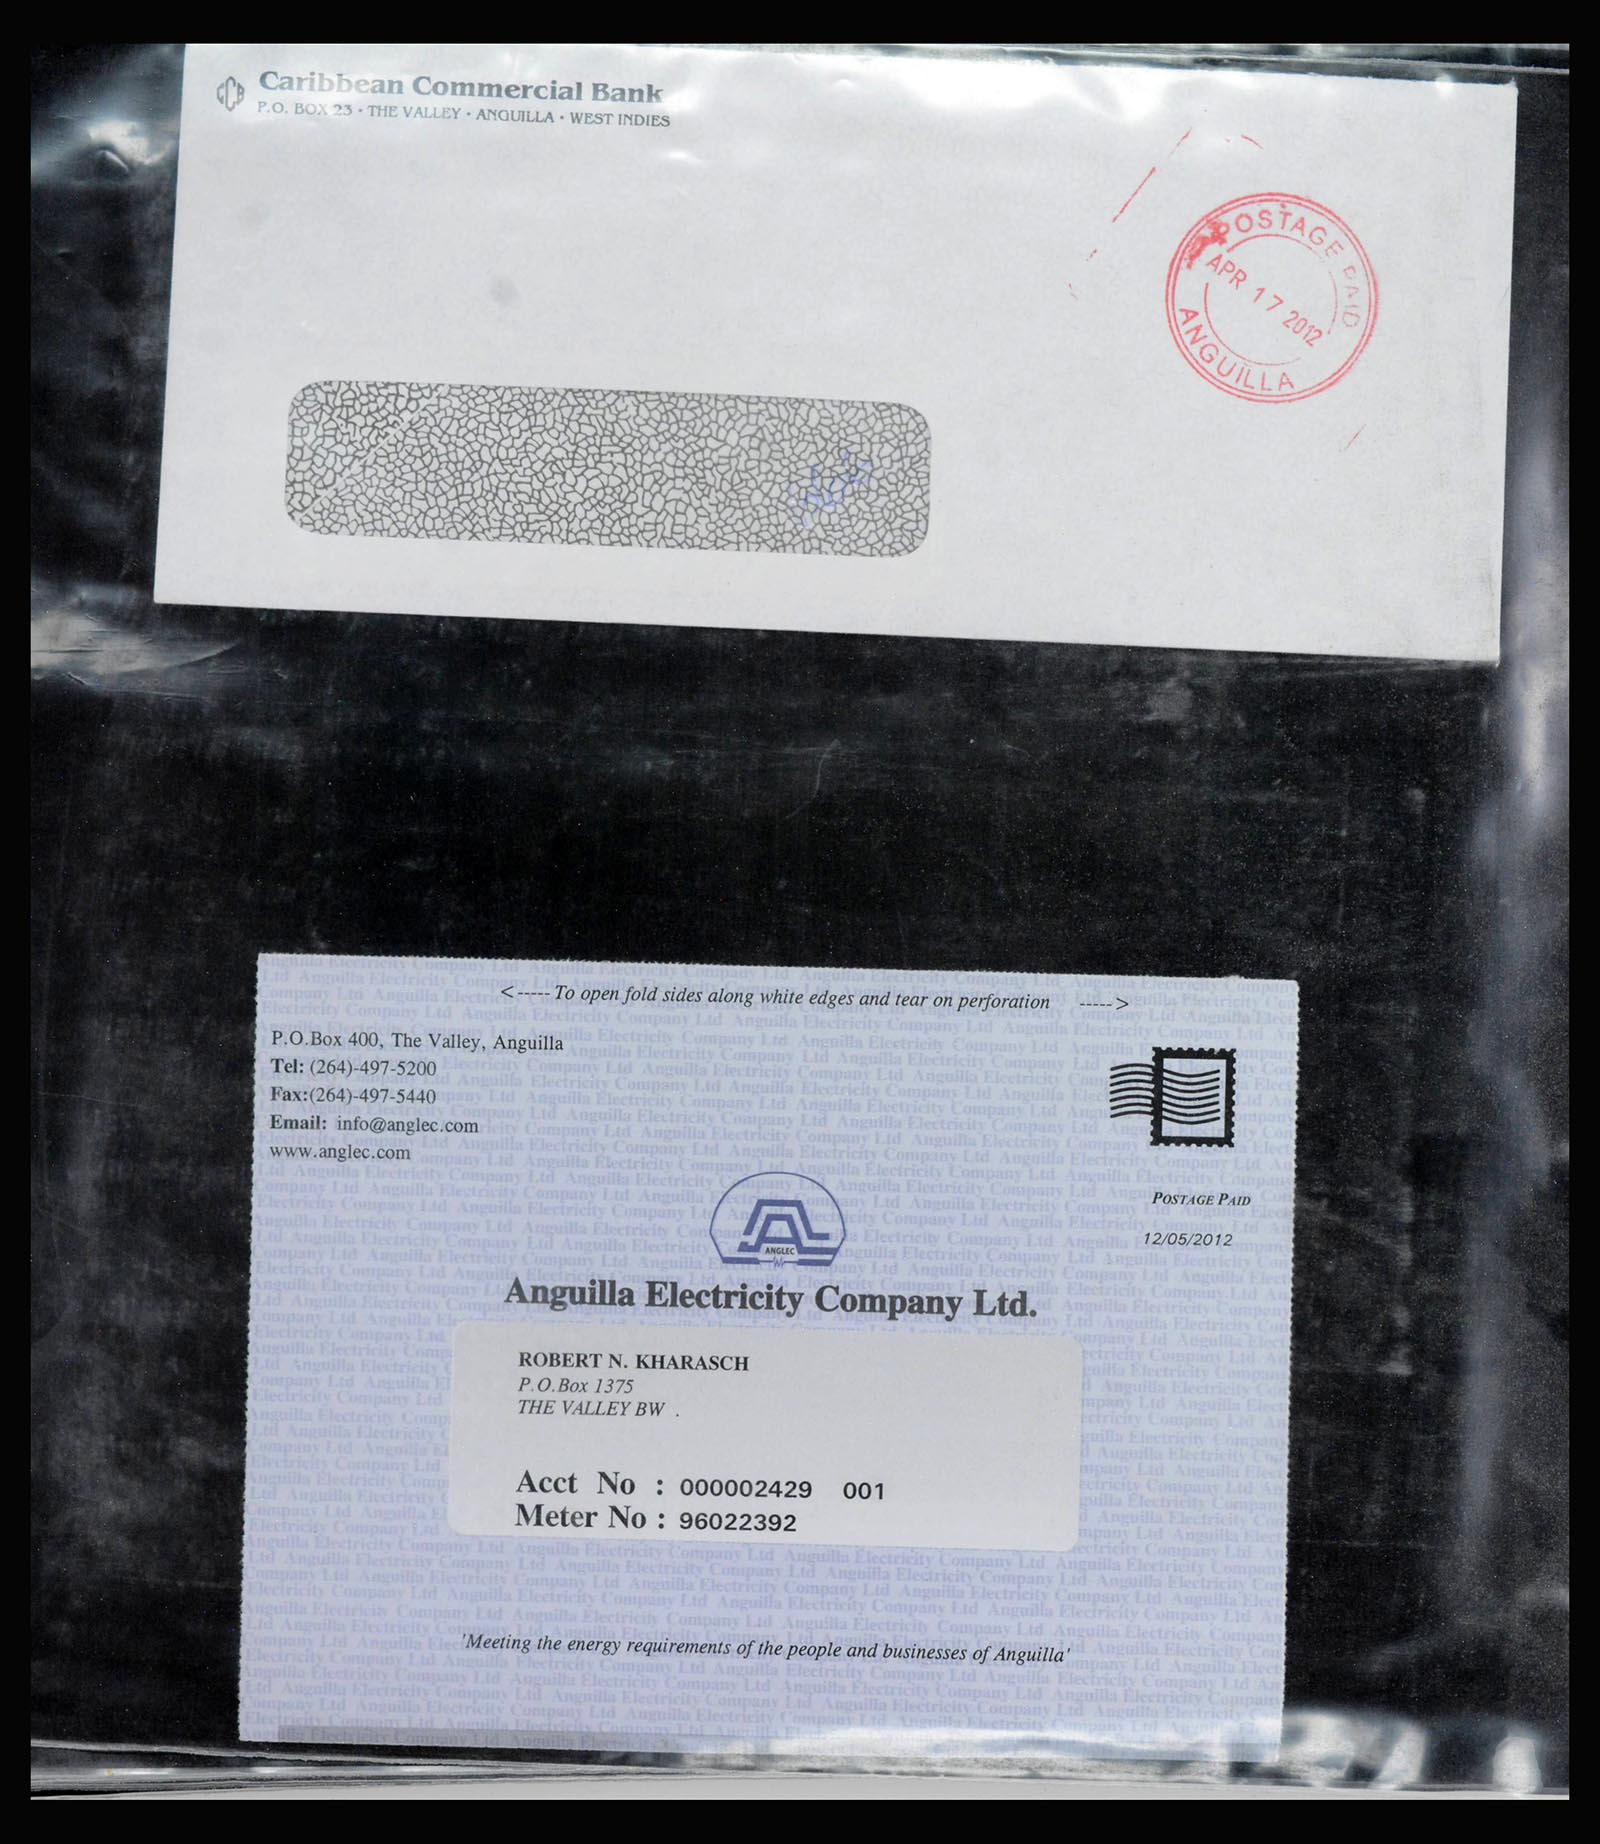 CCB
Caribbean Commercial Bank
P.O. BOX 23 • THE VALLEY • ANGUILLA • WEST INDIES
POSTAGE PAID
APR 17 2012
ANGUILLA
<----- To open fold sides along white edges and tear on perforation ----->
P.O.Box 400, The Valley, Anguilla
Tel: (264)-497-5200
Fax:(264)-497-5440
Email: info@anglec.com
www.anglec.com
POSTAGE PAID
12/05/2012
ANGLEC
Anguilla Electricity Company Ltd.
ROBERT N. KHARASCH
P.O.Box 1375
THE VALLEY BW .
Acct No : 000002429 001
Meter No : 96022392
'Meeting the energy requirements of the people and businesses of Anguilla'